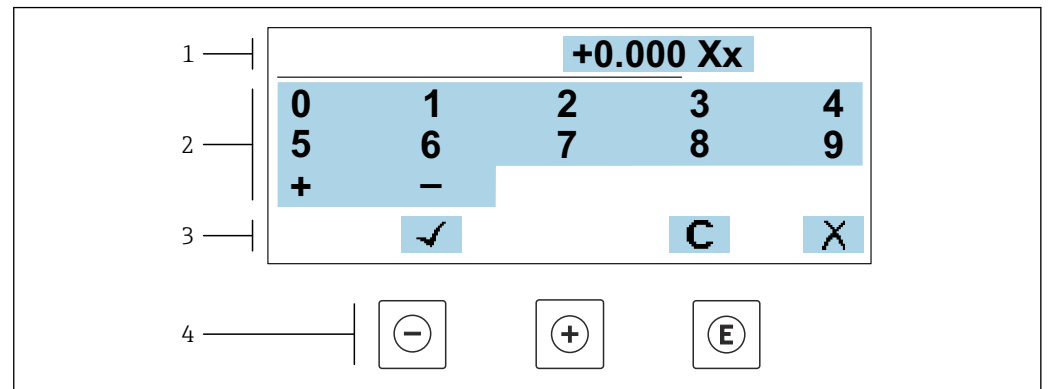 1 +0.000 Xx
0 1 2 3 4
2 5 6 7 8 9
+ −
3 ✓ C X
4 − + E